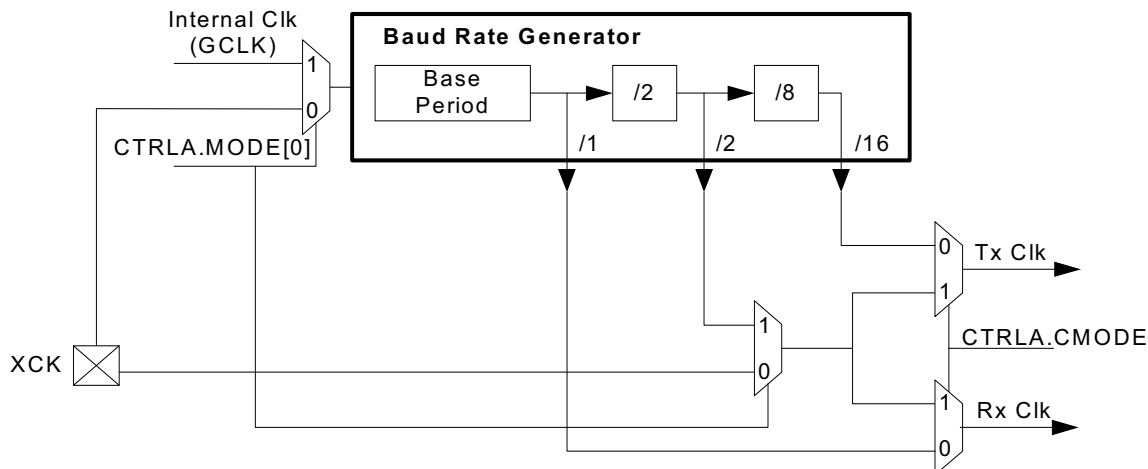 Internal Clk
(GCLK)
Baud Rate Generator
1
0
Base
Period
/2
/8
CTRLA.MODE[0]
/1
/2
/16
0
Tx Clk
1
1
0
CTRLA.CMODE
XCK
1
Rx Clk
0